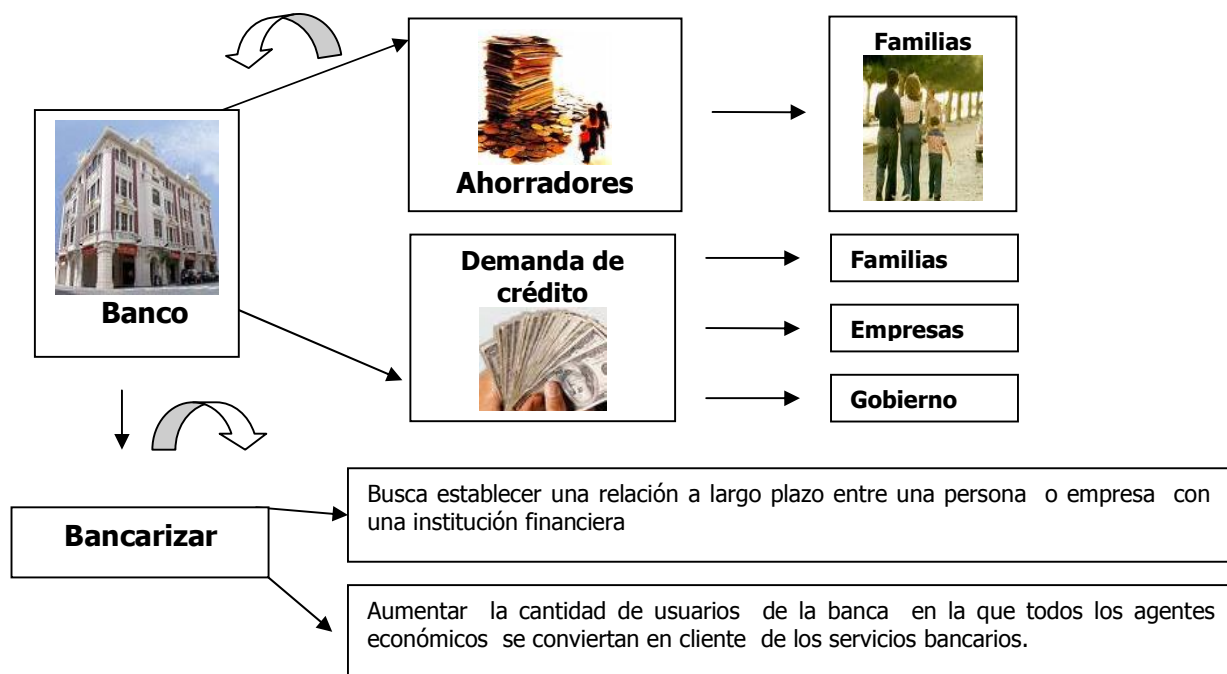 Familias
Ahorradores
Banco
Demanda de
crédito
Familias
Empresas
Gobierno
Bancarizar
Busca establecer una relación a largo plazo entre una persona o empresa con
una institución financiera
Aumentar la cantidad de usuarios de la banca en la que todos los agentes
económicos se conviertan en cliente de los servicios bancarios.